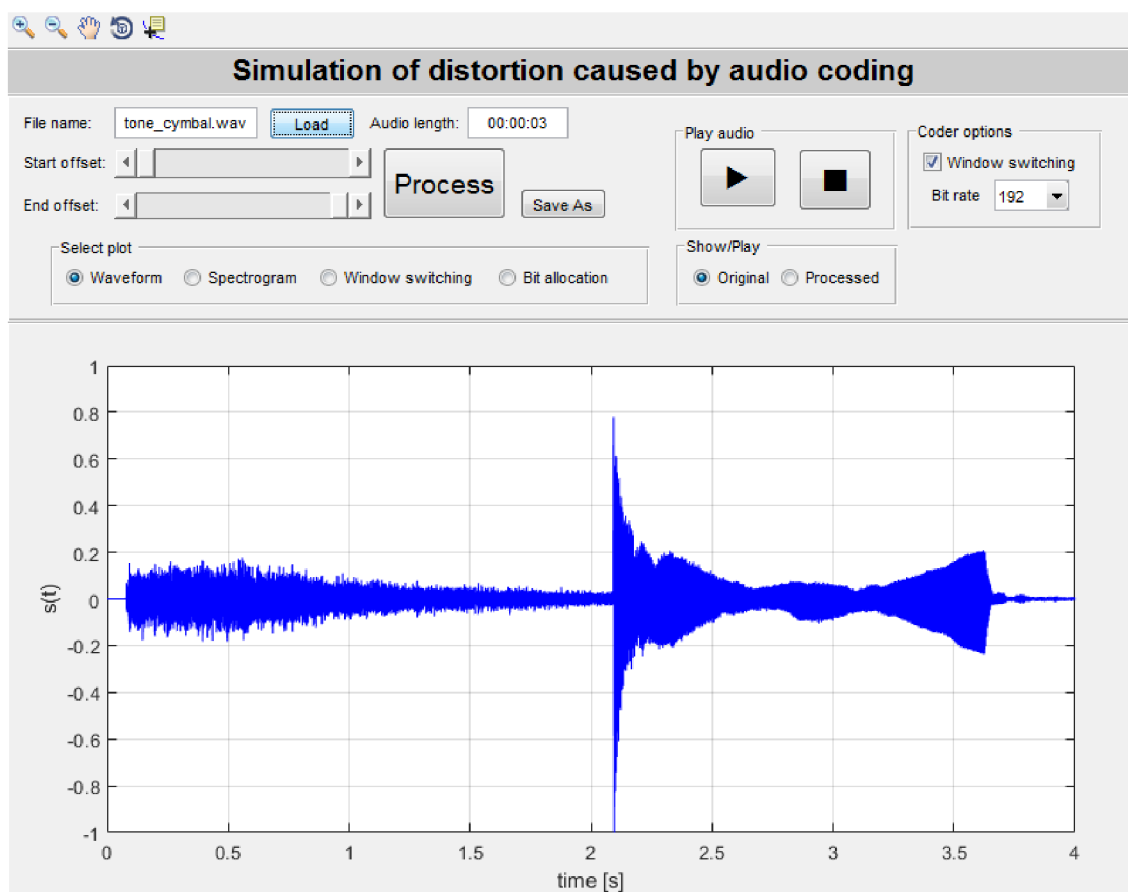 Simulation of distortion caused by audio coding
File name: tone_cymbal.wav Load Audio length: 00:00:03
Start offset:
End offset:
Process
Save As
Play audio
Coder options
Window switching
Bit rate 192
Select plot
Waveform Spectrogram Window switching Bit allocation
Show/Play
Original Processed
1
0.8
0.6
0.4
0.2
0
-0.2
-0.4
-0.6
-0.8
-1
s(t)
0 0.5 1 1.5 2 2.5 3 3.5 4
time [s]